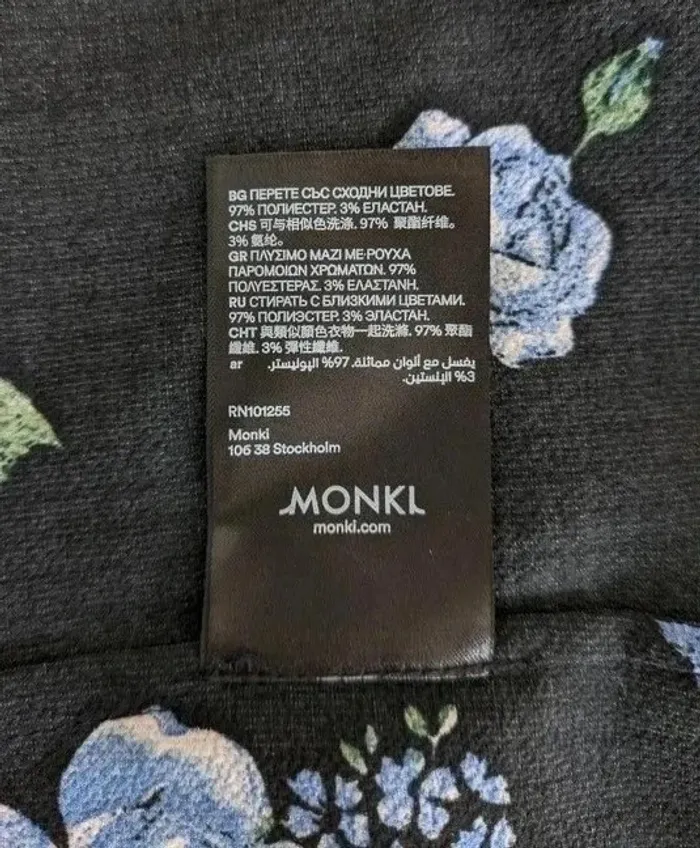 BG ПЕРЕТЕ СЪС СХОДНИ ЦВЕТОВЕ.
97% ПОЛИЕСТЕР. 3% ЕЛАСТАН.
CHS 可与相似色洗涤. 97% 聚酯纤维。
3% 氨纶。
GR ΠΛΥΣΙΜΟ ΜΑΖΙ ΜΕ ΡΟΥΧΑ
ΠΑΡΟΜΟΙΩΝ ΧΡΩΜΑΤΩΝ. 97%
ΠΟΛΥΕΣΤΕΡΑΣ. 3% ΕΛΑΣΤΑΝΗ.
RU СТИРАТЬ С БЛИЗКИМИ ЦВЕТАМИ.
97% ПОЛИЭСТЕР. 3% ЭЛАСТАН.
CHT 與類似顏色衣物一起洗滌. 97% 聚酯
纖維. 3% 彈性纖維.
ar يغسل مع ألوان مماثلة. 97% البوليستر.
3% الإلستين.
RN101255
Monki
106 38 Stockholm
MONKI
monki.com